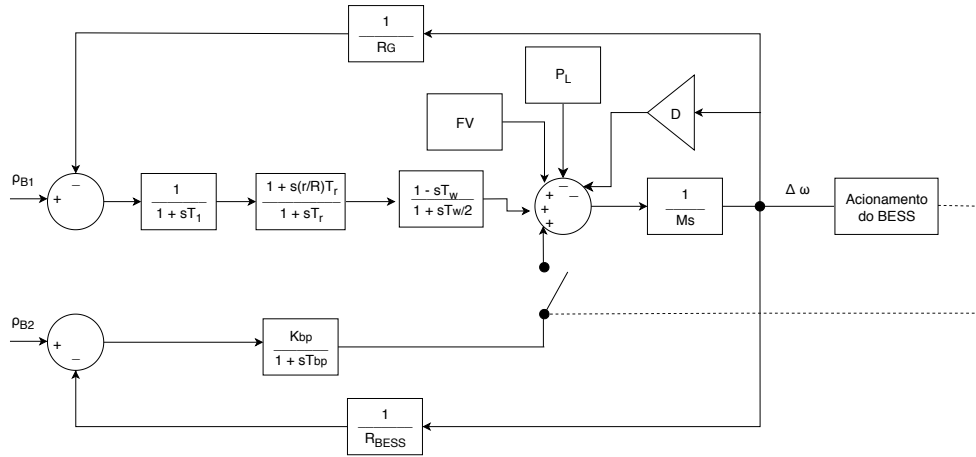 1
RG
PL
FV
D
ρB1
+
−
1
1 + sT1
1 + s(r/R)Tr
1 + sTr
1 - sTw
1 + sTw/2
+
+
+
−
−
1
Ms
Δ ω
Acionamento
do BESS
ρB2
+
−
Kbp
1 + sTbp
1
RBESS